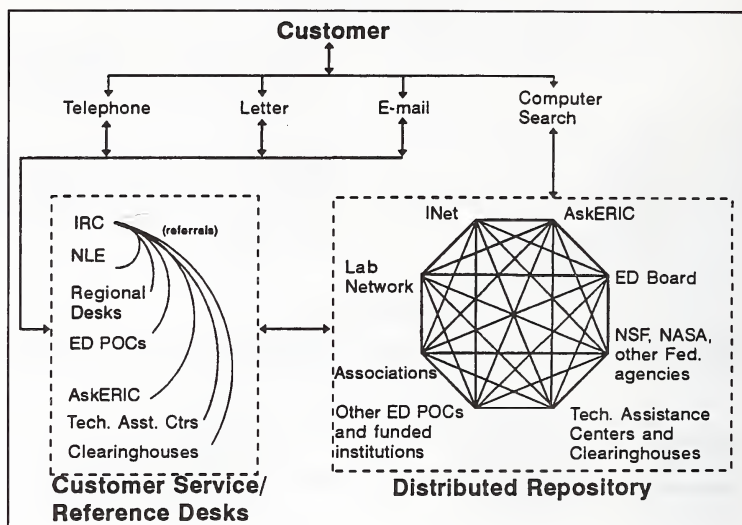 Customer
Telephone
Letter
E-mail
Computer
Search
IRC
(referrals)
NLE
Regional
Desks
ED POCs
AskERIC
Tech. Asst. Ctrs
Clearinghouses
Customer Service/
Reference Desks
INet
AskERIC
Lab
Network
ED Board
NSF, NASA,
other Fed.
agencies
Associations
Other ED POCs
and funded
institutions
Tech. Assistance
Centers and
Clearinghouses
Distributed Repository